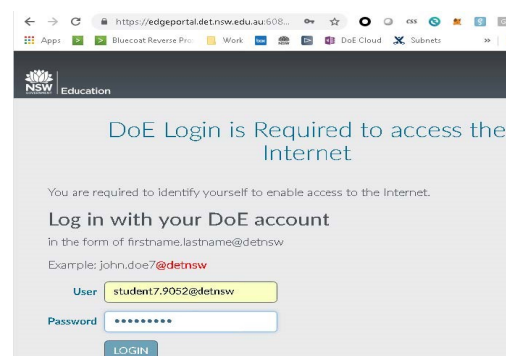 https://edgeportal.det.nsw.edu.au:608... css
Apps Bluecoat Reverse Pro Work DoE Cloud Subnets »
NSW Education
GOVERNMENT
DoE Login is Required to access the
Internet
You are required to identify yourself to enable access to the Internet.
Log in with your DoE account
in the form of firstname.lastname@detnsw
Example: john.doe7@detnsw
User student7.9052@detnsw
Password •••••••••
LOGIN